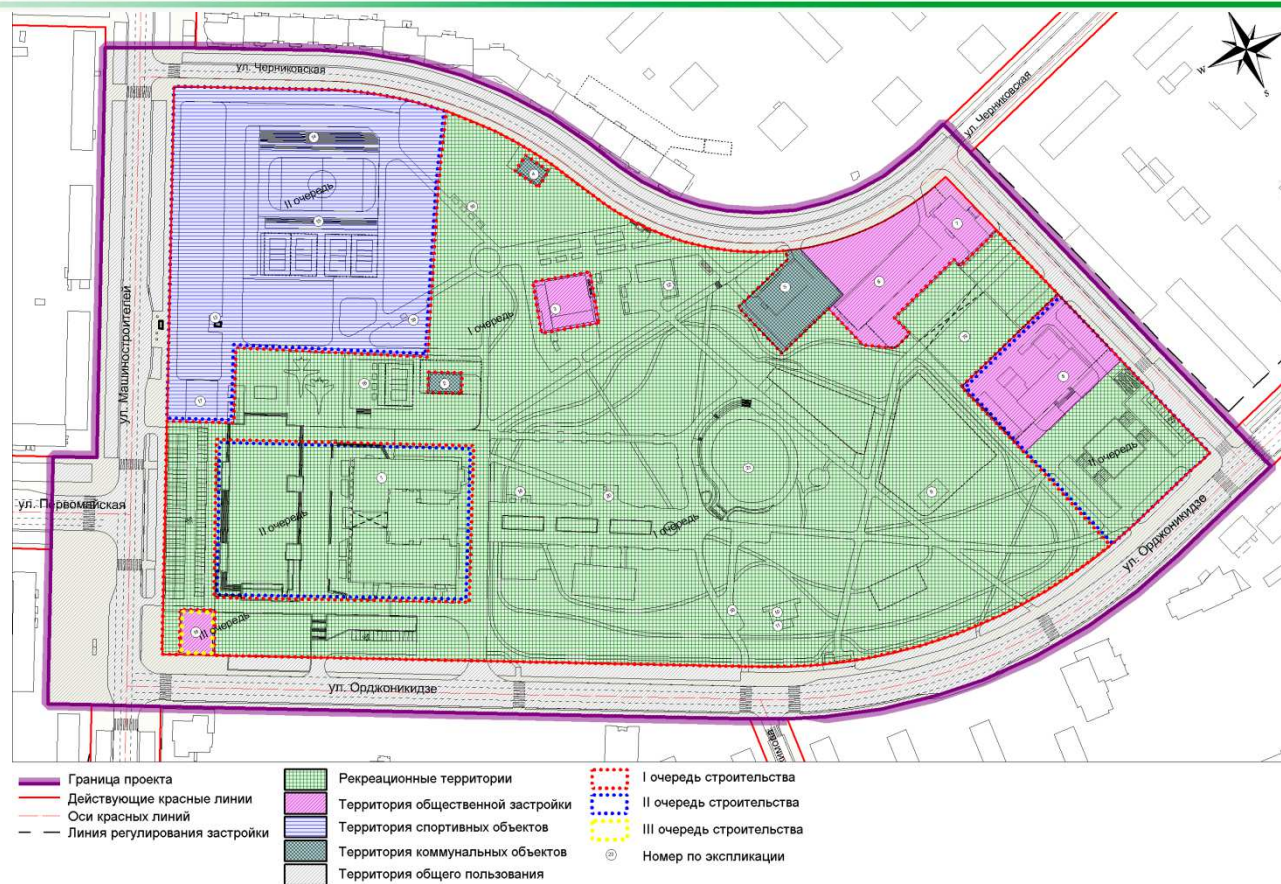 ул. Черниковская
ул. Черниковская
W
S
II очередь
ул. Машиностроителей
I очередь
II очередь
ул. Первомайская
II очередь
I очередь
ул. Орджоникидзе
III очередь
ул. Орджоникидзе
Граница проекта
Действующие красные линии
Оси красных линий
Линия регулирования застройки
Рекреационные территории
Территория общественной застройки
Территория спортивных объектов
Территория коммунальных объектов
Территория общего пользования
I очередь строительства
II очередь строительства
III очередь строительства
Номер по экспликации